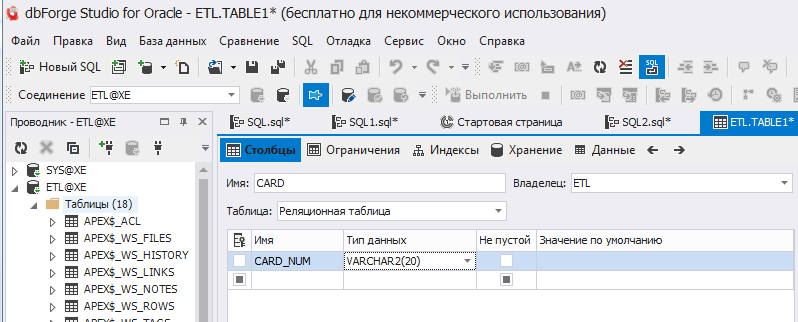 dbForge Studio for Oracle - ETL.TABLE1* (бесплатно для некоммерческого использования)
Файл Правка Вид База данных Сравнение SQL Отладка Сервис Окно Справка
Новый SQL SQL
Соединение ETL@XE Выполнить
Проводник - ETL@XE SQL.sql* SQL1.sql* Стартовая страница SQL2.sql* ETL.TABLE1*
Столбцы Ограничения Индексы Хранение Данные
SYS@XE
ETL@XE
Имя: CARD Владелец: ETL
Таблицы (18)
Таблица: Реляционная таблица
APEX$_ACL
APEX$_WS_FILES
Имя Тип данных Не пустой Значение по умолчанию
APEX$_WS_HISTORY
CARD_NUM VARCHAR2(20)
APEX$_WS_LINKS
APEX$_WS_NOTES
APEX$_WS_ROWS
APEX$_WS_TAGS